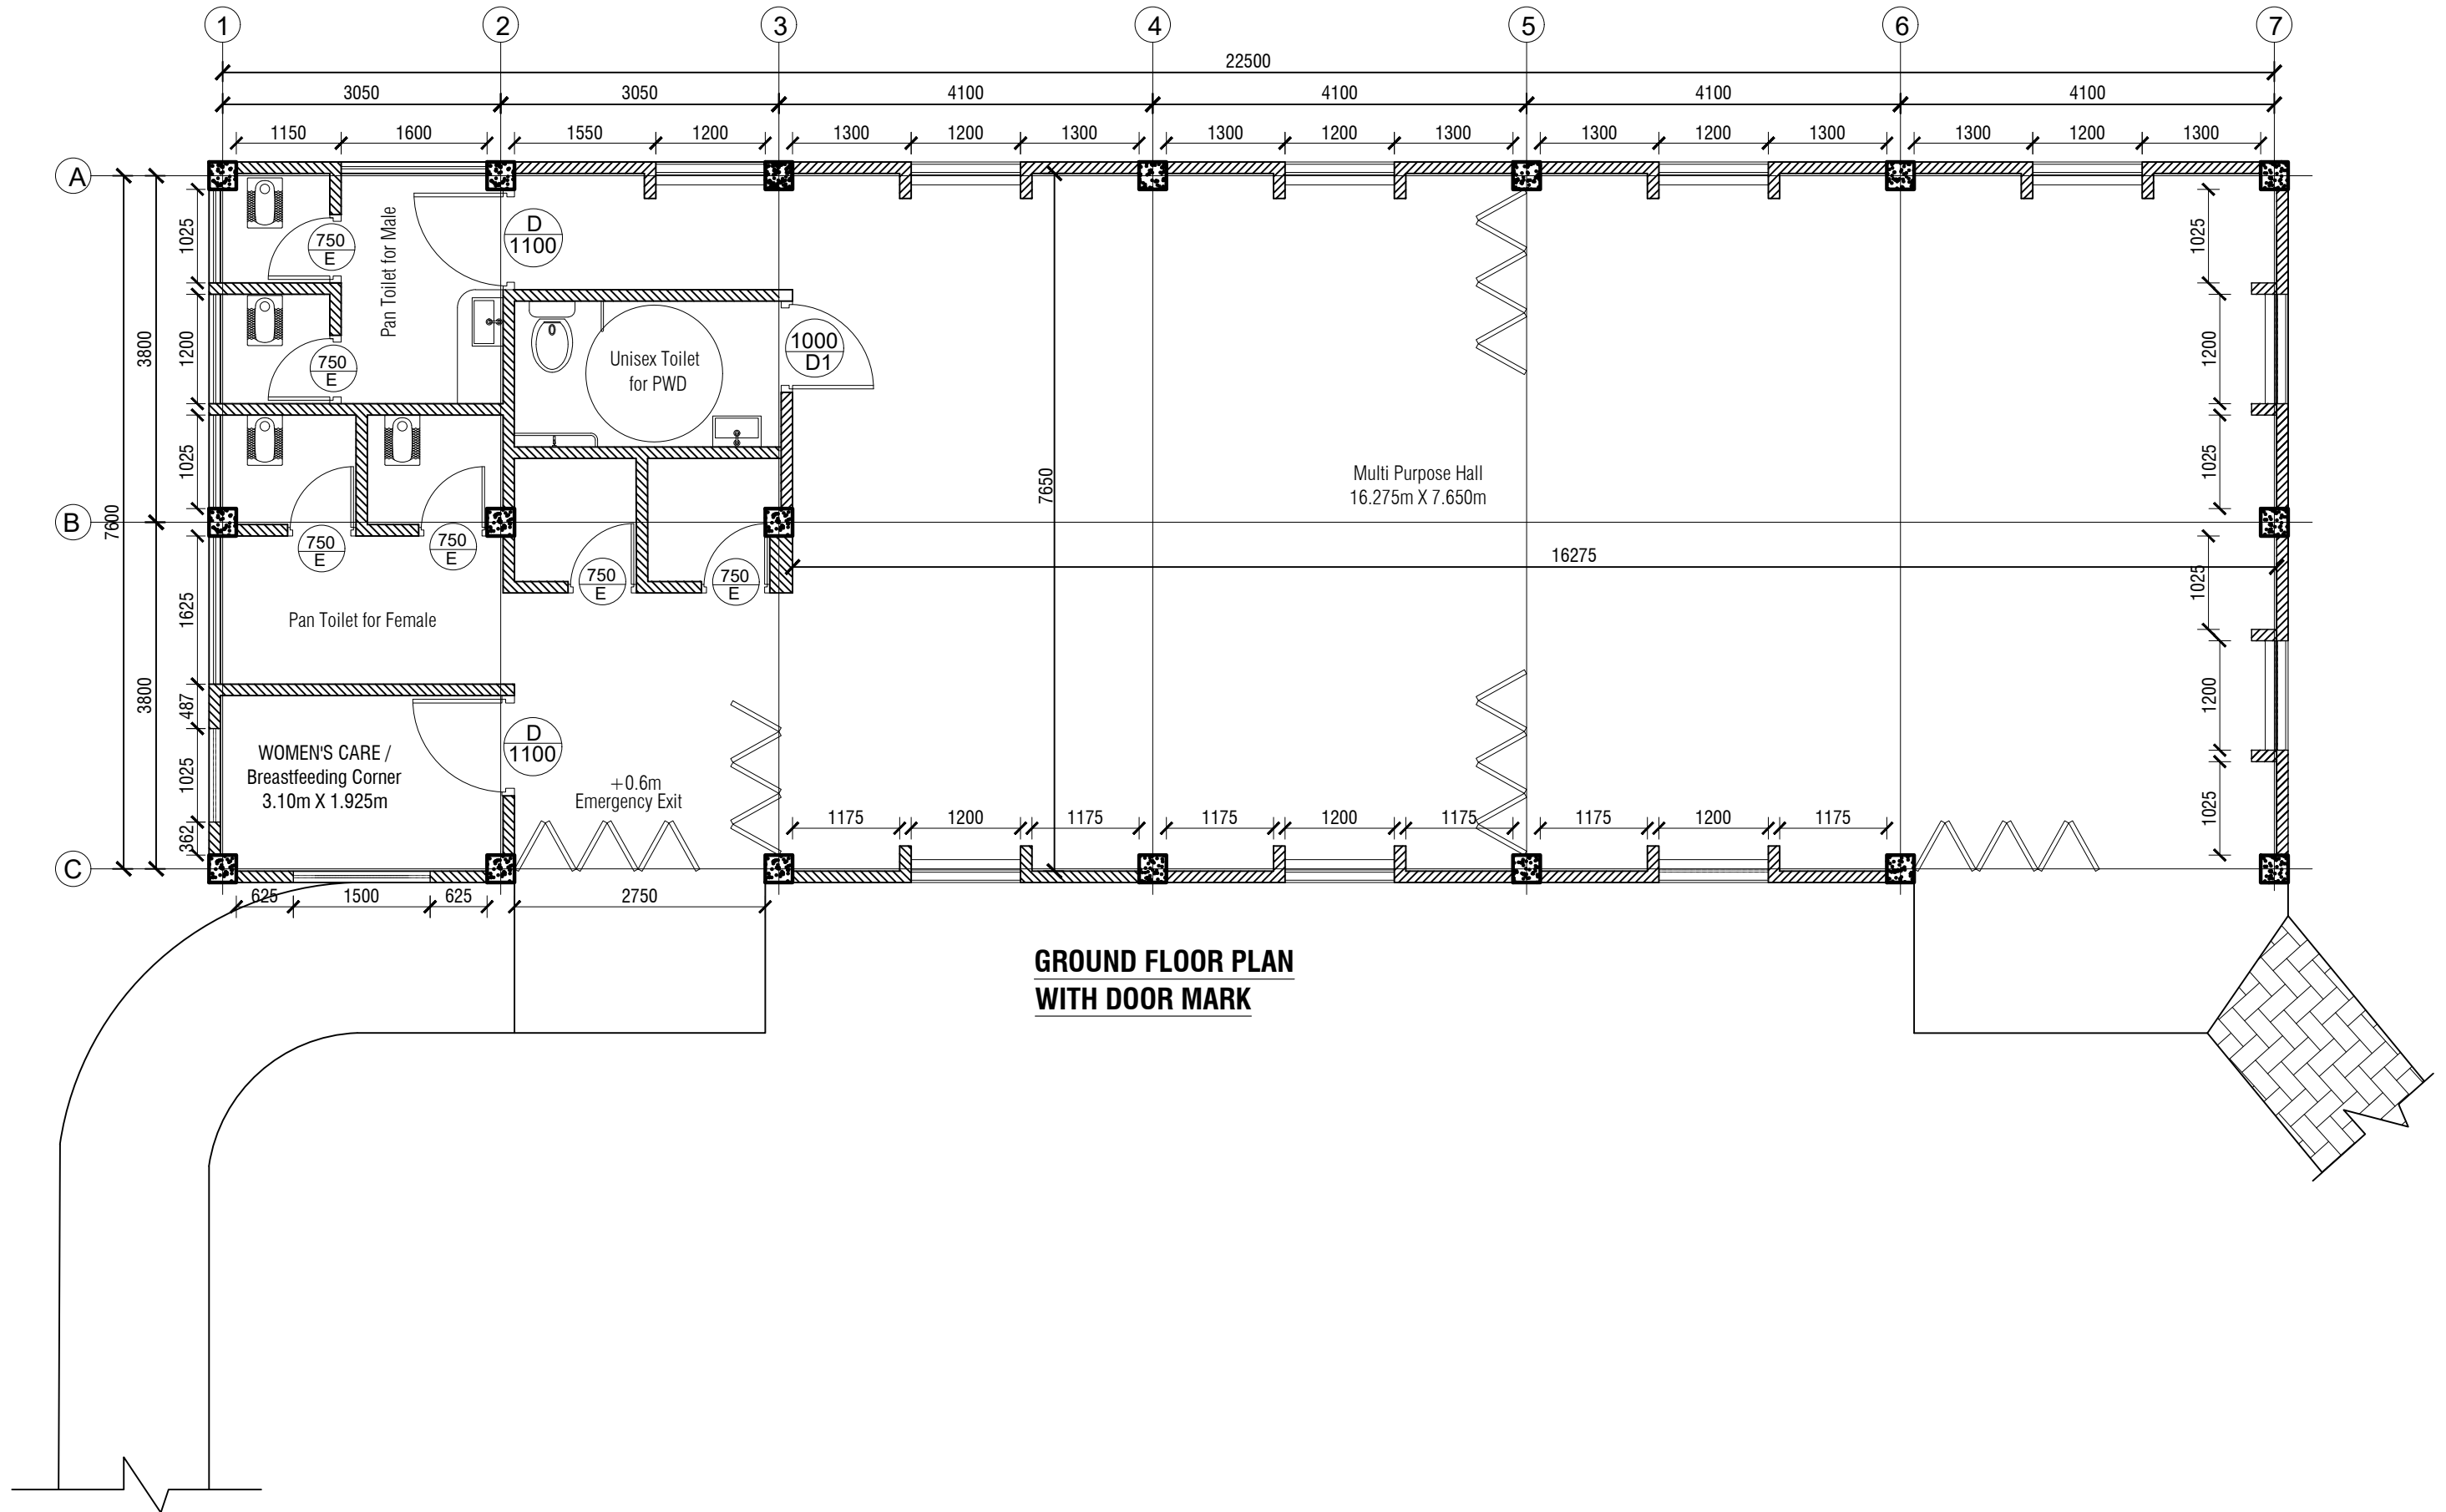 1 2 3 4 5 6 7
22500
3050 3050 4100 4100 4100 4100
1150 1600 1550 1200 1300 1200 1300 1300 1200 1300 1300 1200 1300 1300 1200 1300
A
B
C
7600
3800
3800
1025
1200
1025
1625
487
1025
362
Pan Toilet for Male
750
E
750
E
D
1100
Unisex Toilet
for PWD
1000
D1
750
E
750
E
750
E
750
E
Pan Toilet for Female
WOMEN'S CARE /
Breastfeeding Corner
3.10m X 1.925m
D
1100
+0.6m
Emergency Exit
7650
Multi Purpose Hall
16.275m X 7.650m
16275
1025
1200
1025
1025
1200
1025
1175 1200 1175 1175 1200 1175 1175 1200 1175
625 1500 625 2750
GROUND FLOOR PLAN
WITH DOOR MARK